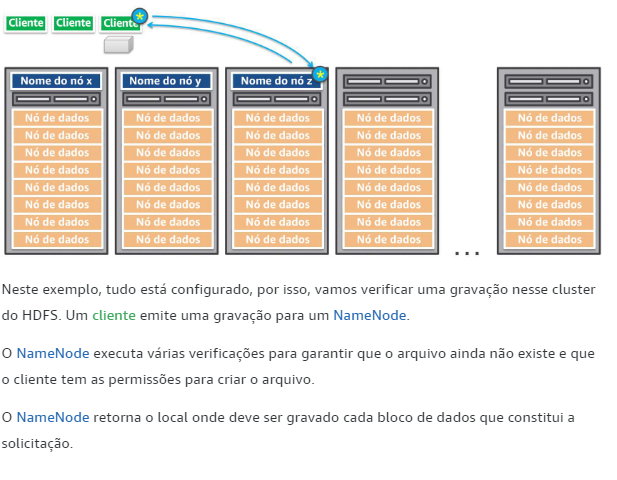 Cliente Cliente Cliente
Nome do nó x Nome do nó y Nome do nó z
Nó de dados Nó de dados Nó de dados Nó de dados Nó de dados
Nó de dados Nó de dados Nó de dados Nó de dados Nó de dados
Nó de dados Nó de dados Nó de dados Nó de dados Nó de dados
Nó de dados Nó de dados Nó de dados Nó de dados Nó de dados
Nó de dados Nó de dados Nó de dados Nó de dados Nó de dados
Nó de dados Nó de dados Nó de dados Nó de dados Nó de dados
Nó de dados Nó de dados Nó de dados Nó de dados Nó de dados
Nó de dados Nó de dados Nó de dados Nó de dados Nó de dados
...
Neste exemplo, tudo está configurado, por isso, vamos verificar uma gravação nesse cluster
do HDFS. Um cliente emite uma gravação para um NameNode.
O NameNode executa várias verificações para garantir que o arquivo ainda não existe e que
o cliente tem as permissões para criar o arquivo.
O NameNode retorna o local onde deve ser gravado cada bloco de dados que constitui a
solicitação.